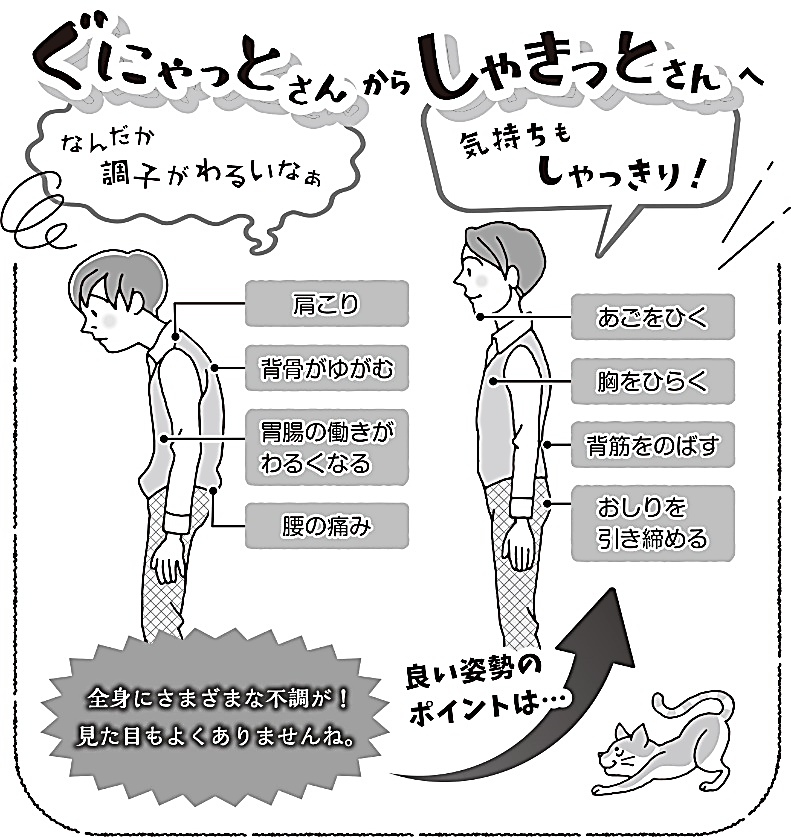 ぐにゃっとさんからしゃきっとさんへ
なんだか
調子がわるいなぁ
気持ちも
しゃっきり！
肩こり
背骨がゆがむ
胃腸の働きが
わるくなる
腰の痛み
あごをひく
胸をひらく
背筋をのばす
おしりを
引き締める
全身にさまざまな不調が！
見た目もよくありませんね。
良い姿勢の
ポイントは…